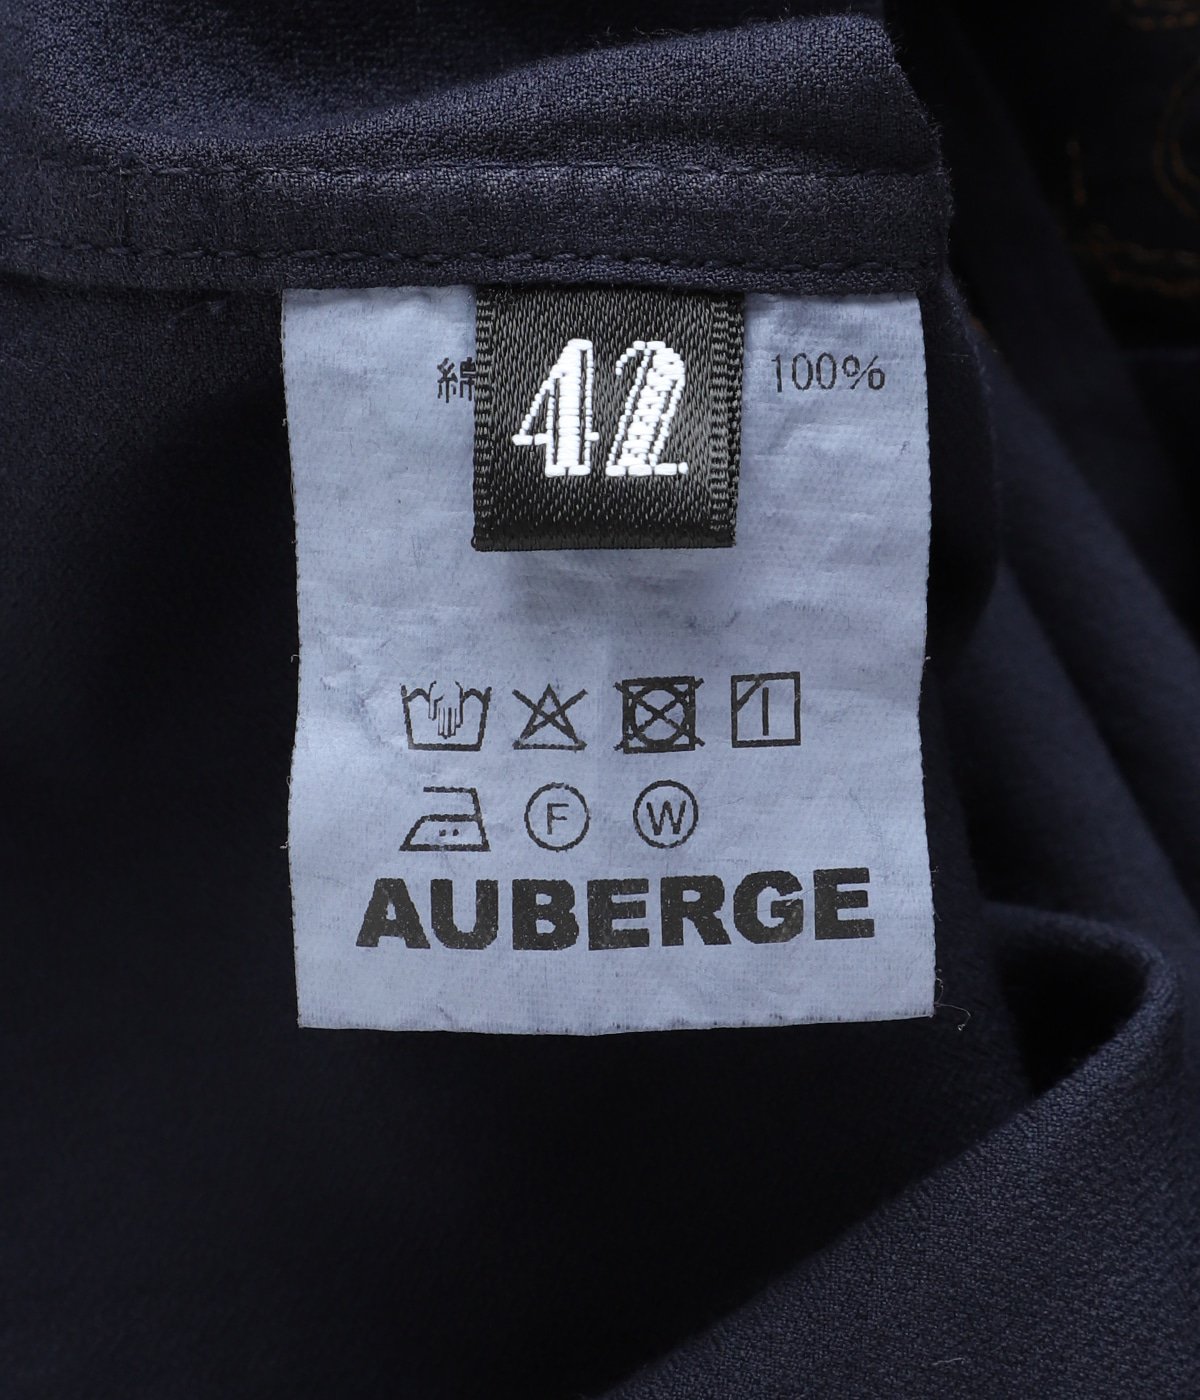 綿 42 100%
F W
AUBERGE